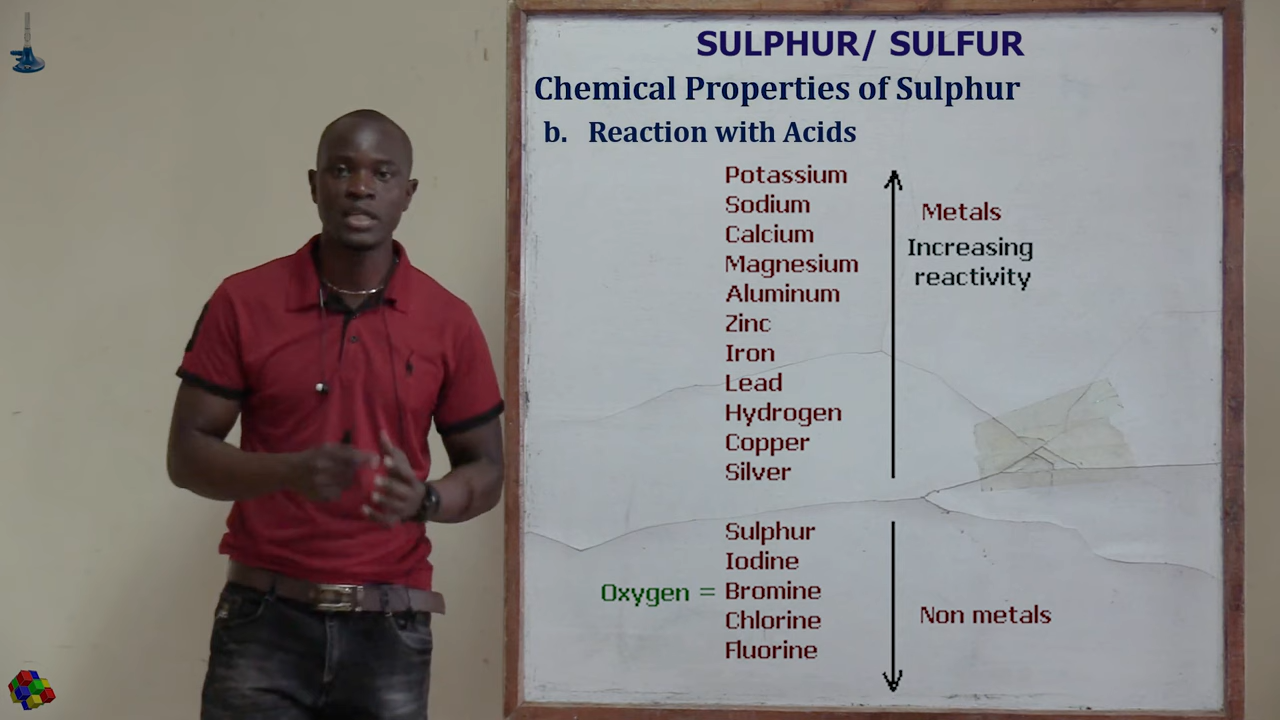 SULPHUR/ SULFUR
Chemical Properties of Sulphur
b. Reaction with Acids
Potassium
Sodium
Calcium
Magnesium
Aluminum
Zinc
Iron
Lead
Hydrogen
Copper
Silver
Metals
Increasing
reactivity
Sulphur
Iodine
Oxygen = Bromine
Chlorine
Fluorine
Non metals